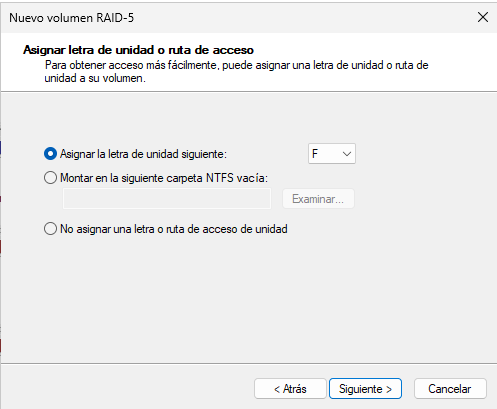 Nuevo volumen RAID-5
Asignar letra de unidad o ruta de acceso
Para obtener acceso más fácilmente, puede asignar una letra de unidad o ruta de
unidad a su volumen.
Asignar la letra de unidad siguiente:
F
Montar en la siguiente carpeta NTFS vacía:
Examinar...
No asignar una letra o ruta de acceso de unidad
< Atrás
Siguiente >
Cancelar